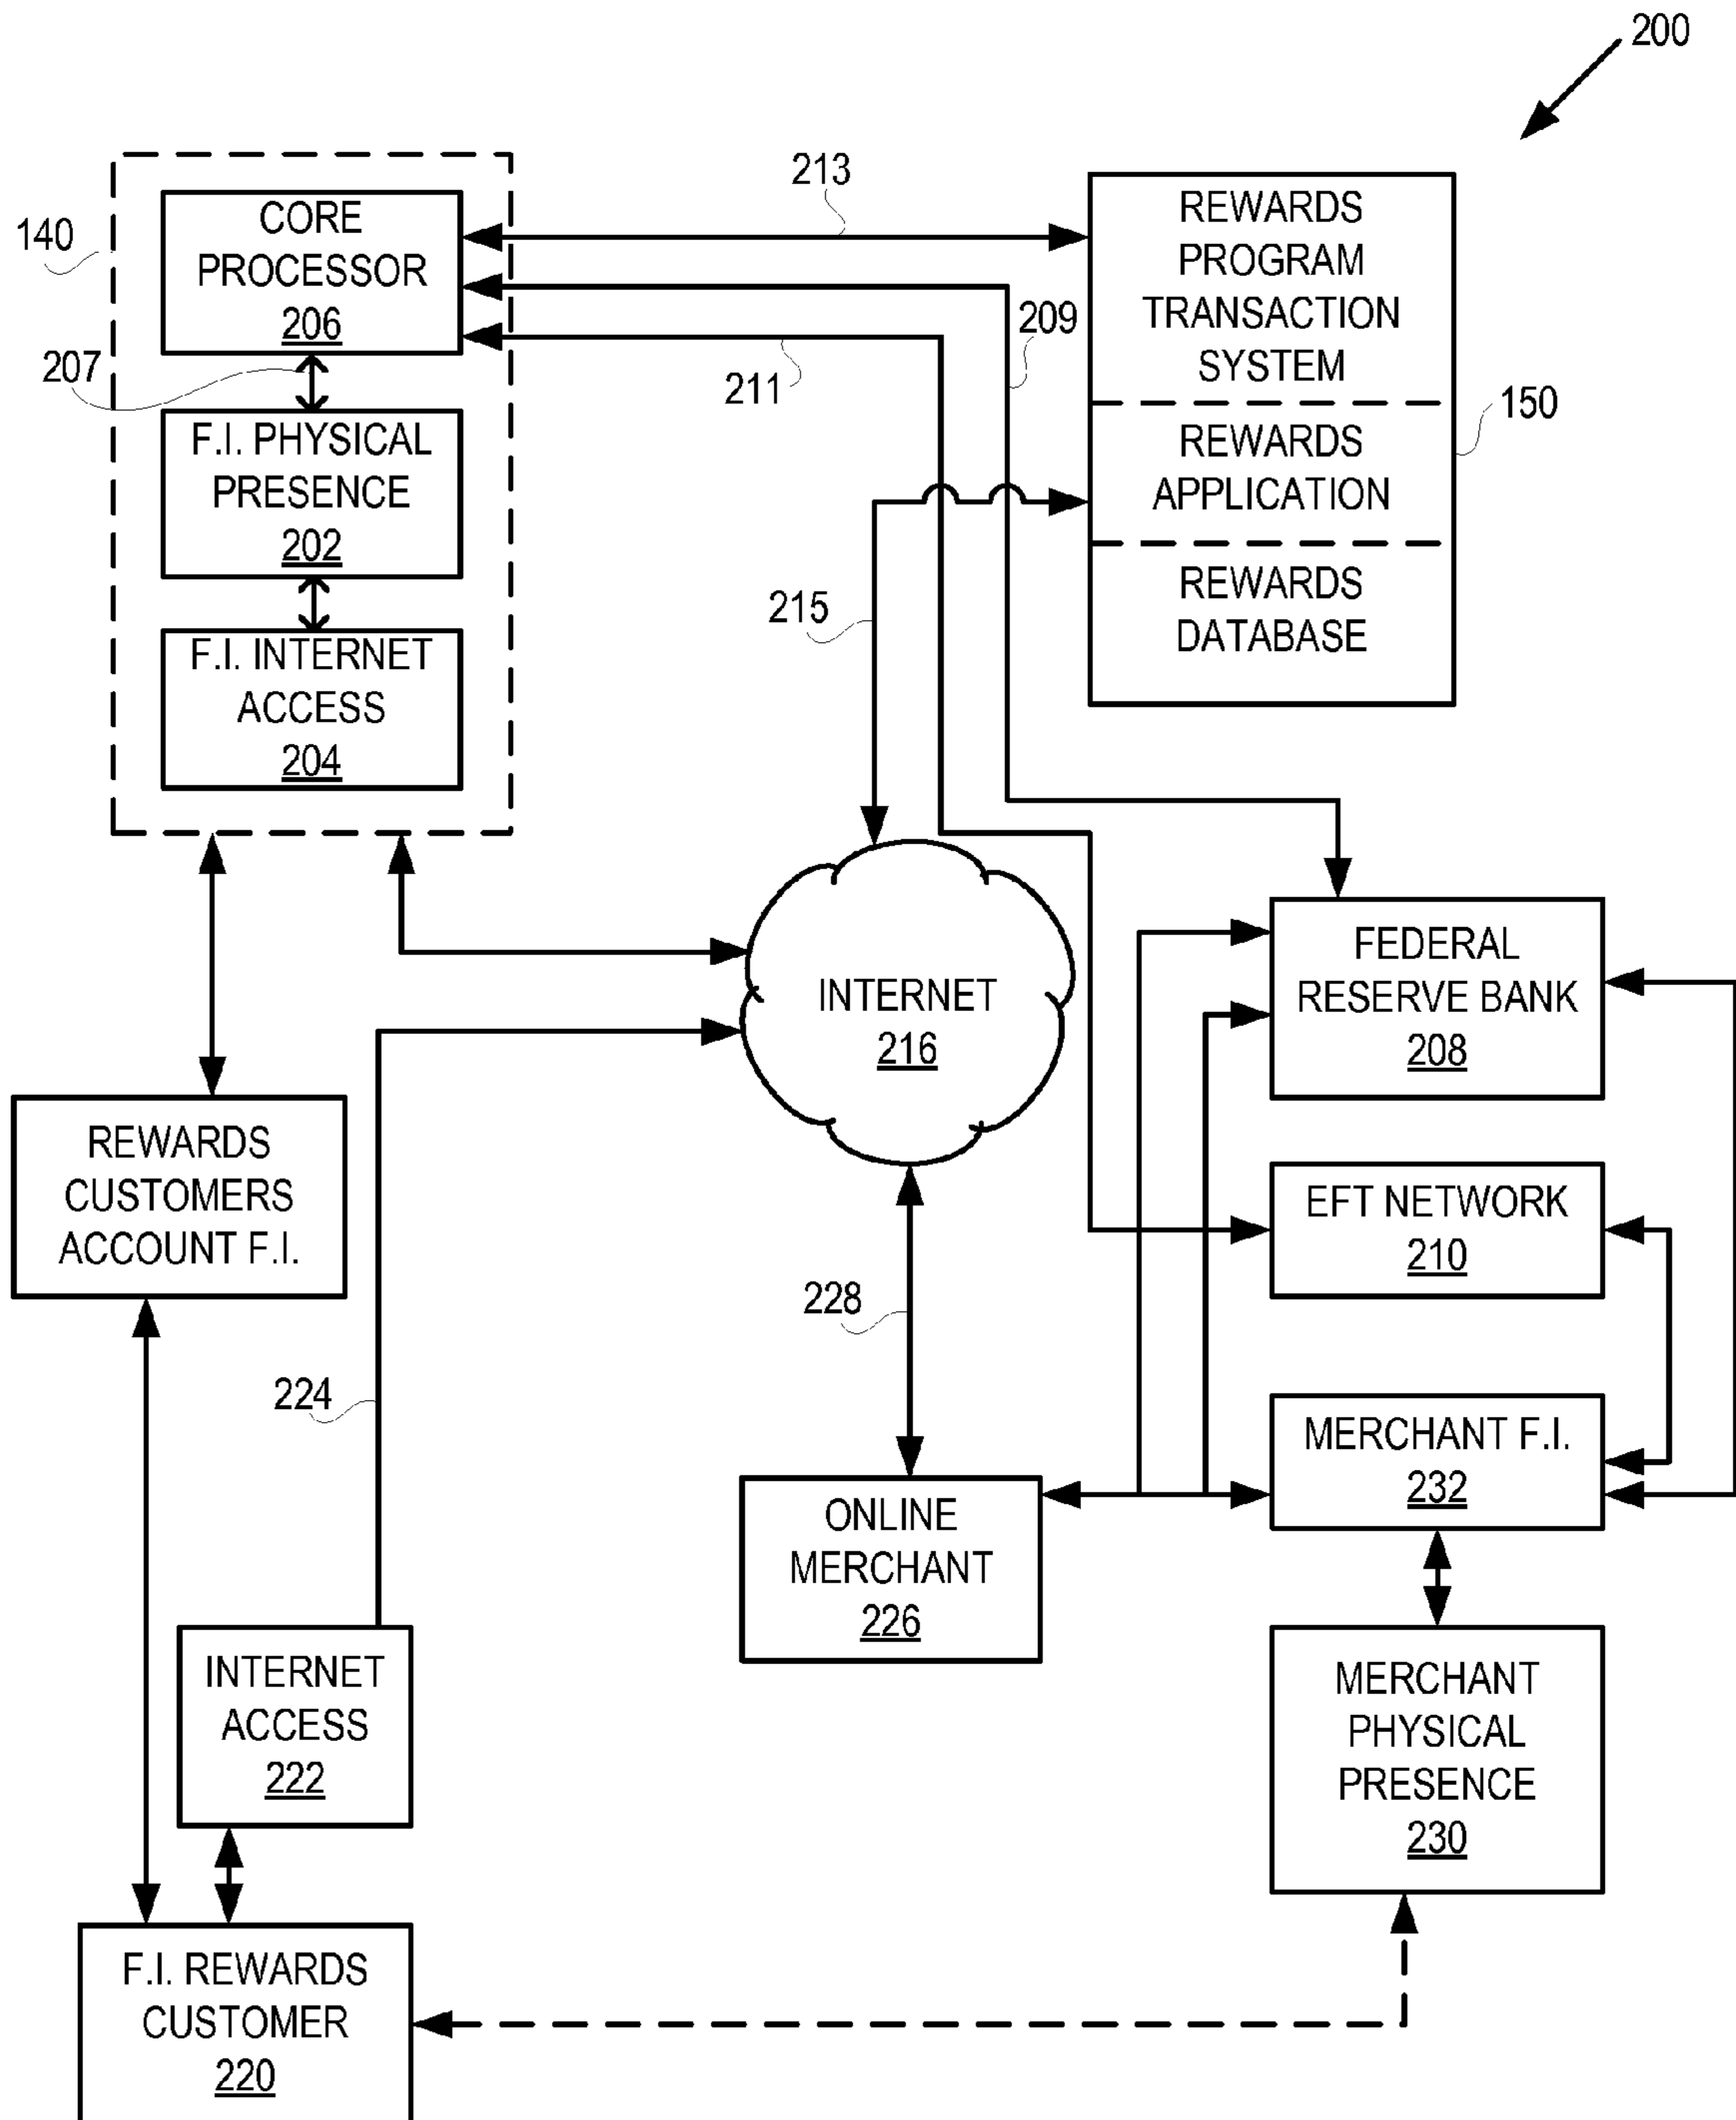 200
213
140
CORE
PROCESSOR
206
REWARDS
PROGRAM
TRANSACTION
SYSTEM
209
207
211
150
F.I. PHYSICAL
PRESENCE
202
REWARDS
APPLICATION
215
REWARDS
DATABASE
F.I. INTERNET
ACCESS
204
INTERNET
216
FEDERAL
RESERVE BANK
208
REWARDS
CUSTOMERS
ACCOUNT F.I.
EFT NETWORK
210
228
224
MERCHANT F.I.
232
ONLINE
MERCHANT
226
INTERNET
ACCESS
222
MERCHANT
PHYSICAL
PRESENCE
230
F.I. REWARDS
CUSTOMER
220